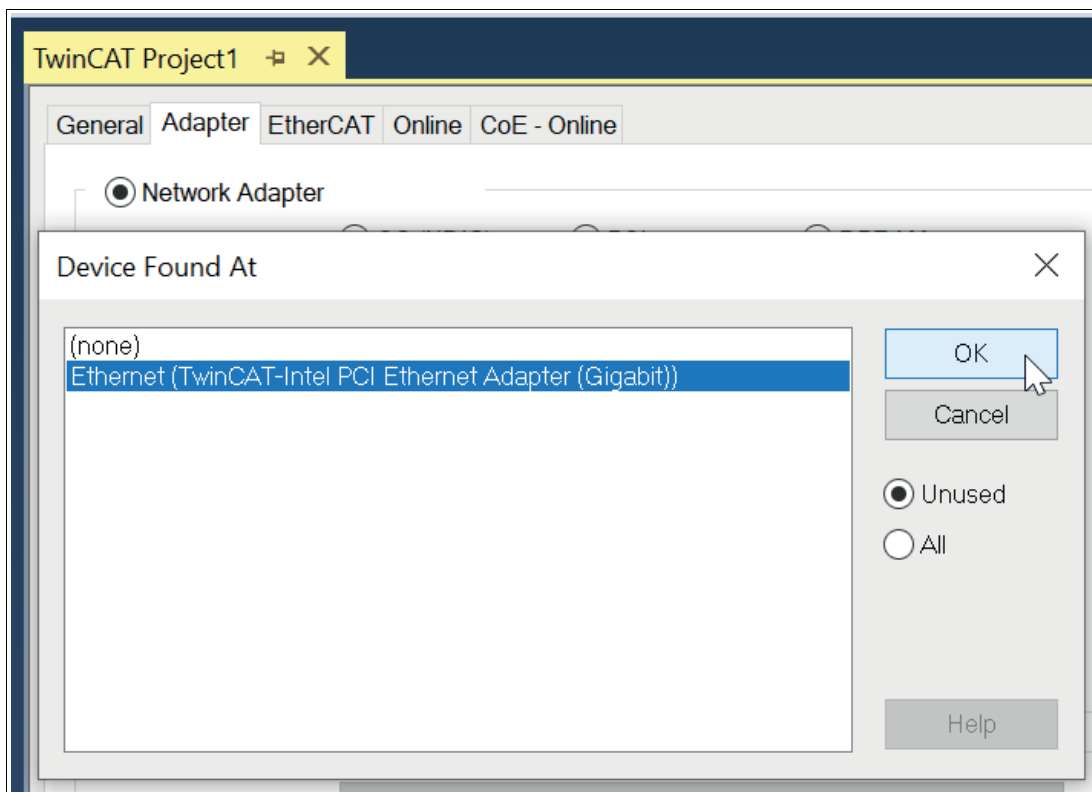 TwinCAT Project1
General Adapter EtherCAT Online CoE - Online
Network Adapter
Device Found At
(none)
OK
Ethernet (TwinCAT-Intel PCI Ethernet Adapter (Gigabit))
Cancel
Unused
All
Help